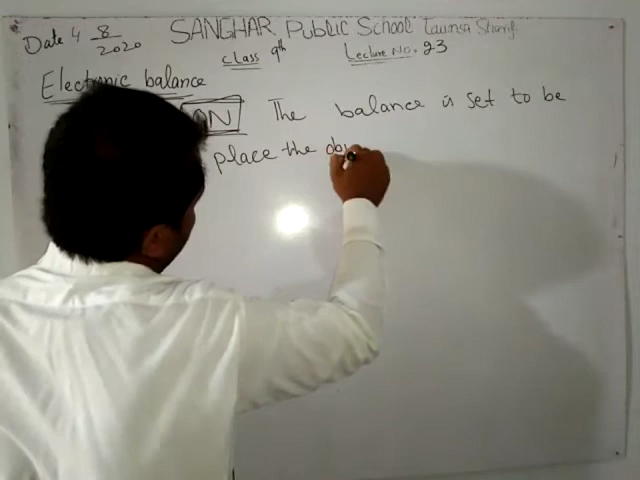 Date 4 8/2020 SANGHAR Public School Taunsa Sharif
Class 9th Lecture No. 23
Electronic balance
ON The balance is set to be
place the obj